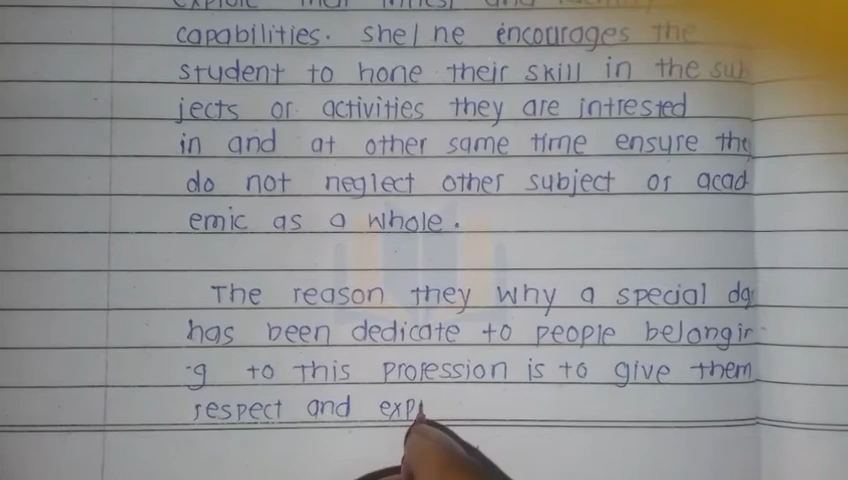 capabilities. she/ ne encourages the
student to hone their skill in the sub
jects or activities they are intrested
in and at other same time ensure the
do not neglect other subject or acad
emic as a whole.
The reason they why a special da
has been dedicate to people belongin
g to this profession is to give them
respect and exp